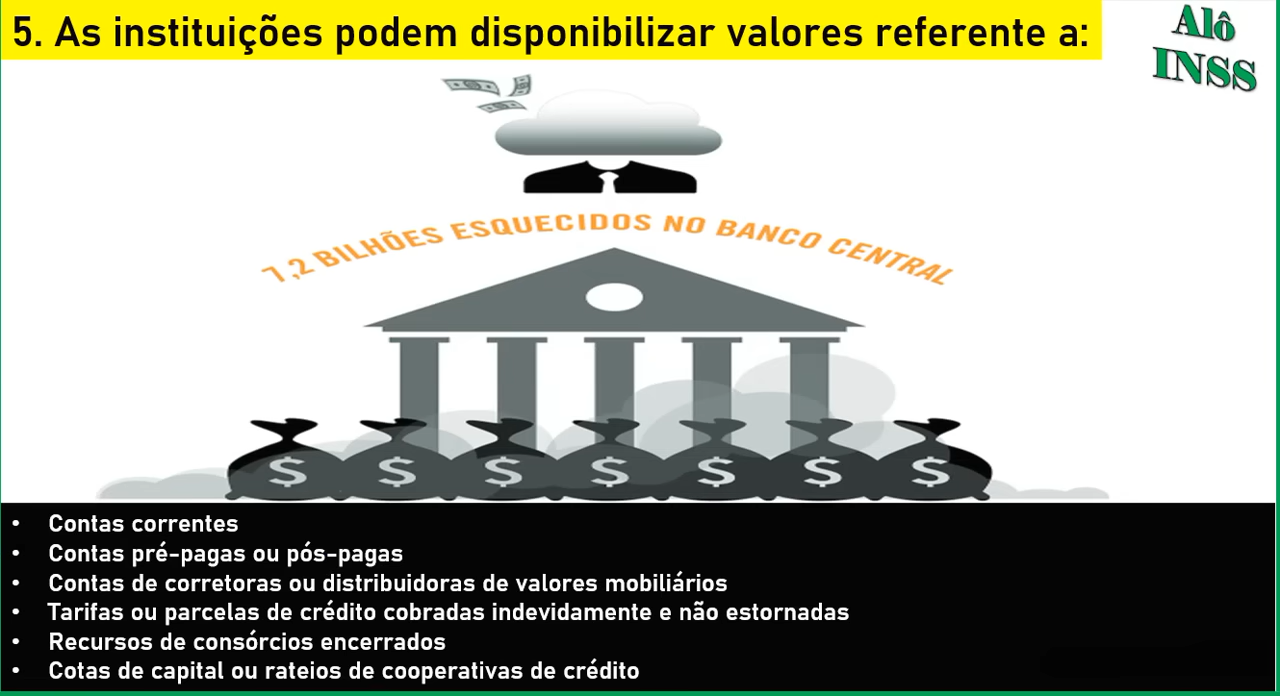 5. As instituições podem disponibilizar valores referente a:
Alô
INSS
7,2 BILHÕES ESQUECIDOS NO BANCO CENTRAL
$ $ $ $ $ $ $
• Contas correntes
• Contas pré-pagas ou pós-pagas
• Contas de corretoras ou distribuidoras de valores mobiliários
• Tarifas ou parcelas de crédito cobradas indevidamente e não estornadas
• Recursos de consórcios encerrados
• Cotas de capital ou rateios de cooperativas de crédito